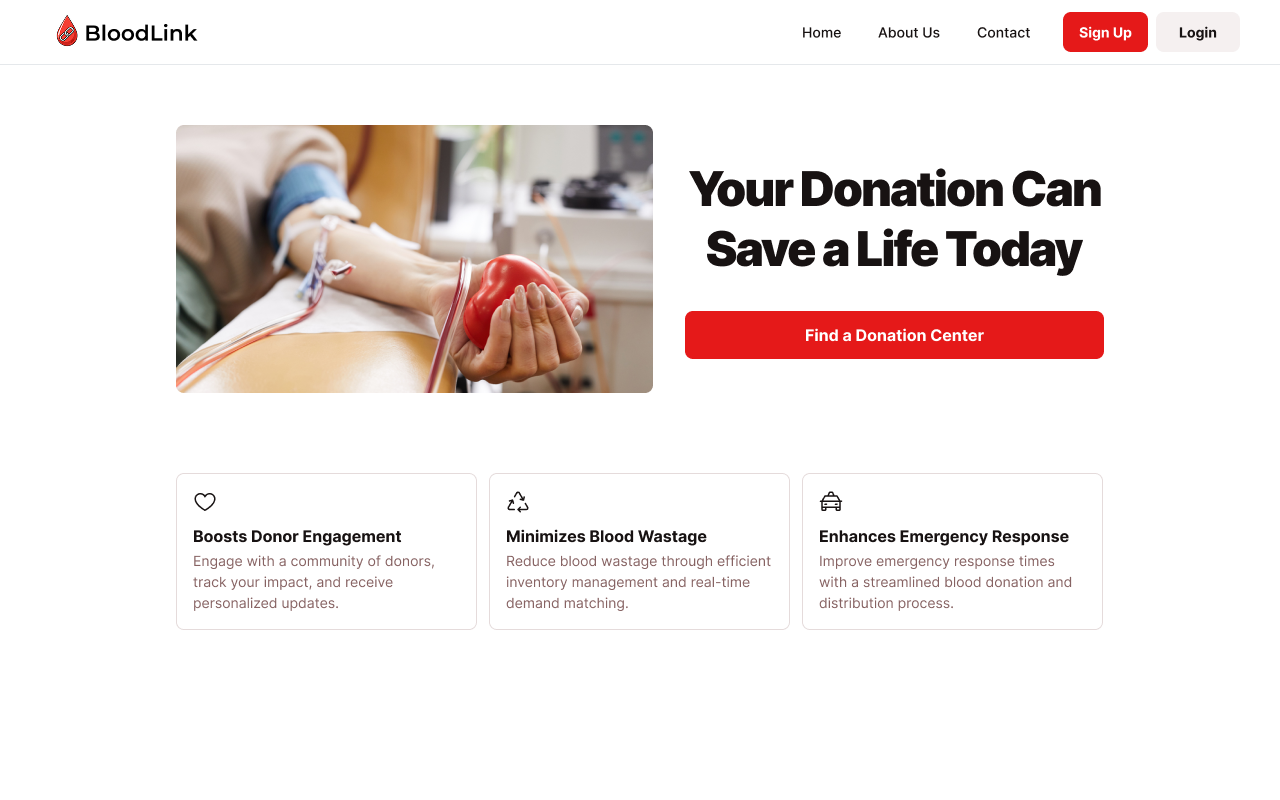 BloodLink
Home
About Us
Contact
Sign Up
Login
Your Donation Can
Save a Life Today
Find a Donation Center
Boosts Donor Engagement
Engage with a community of donors,
track your impact, and receive
personalized updates.
Minimizes Blood Wastage
Reduce blood wastage through efficient
inventory management and real-time
demand matching.
Enhances Emergency Response
Improve emergency response times
with a streamlined blood donation and
distribution process.